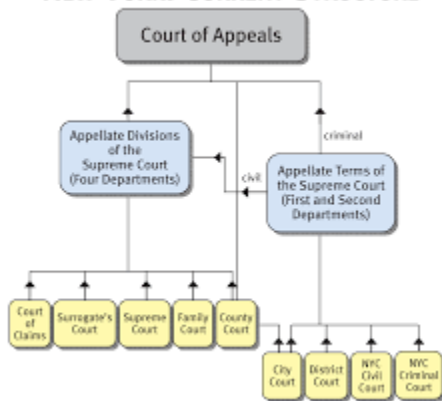 Court of Appeals
Appellate Divisions
of the
Supreme Court
(Four Departments)
criminal
civil
Appellate Terms of
the Supreme Court
(First and Second
Departments)
Court
of
Claims
Surrogate's
Court
Supreme
Court
Family
Court
County
Court
City
Court
District
Court
NYC
Civil
Court
NYC
Criminal
Court